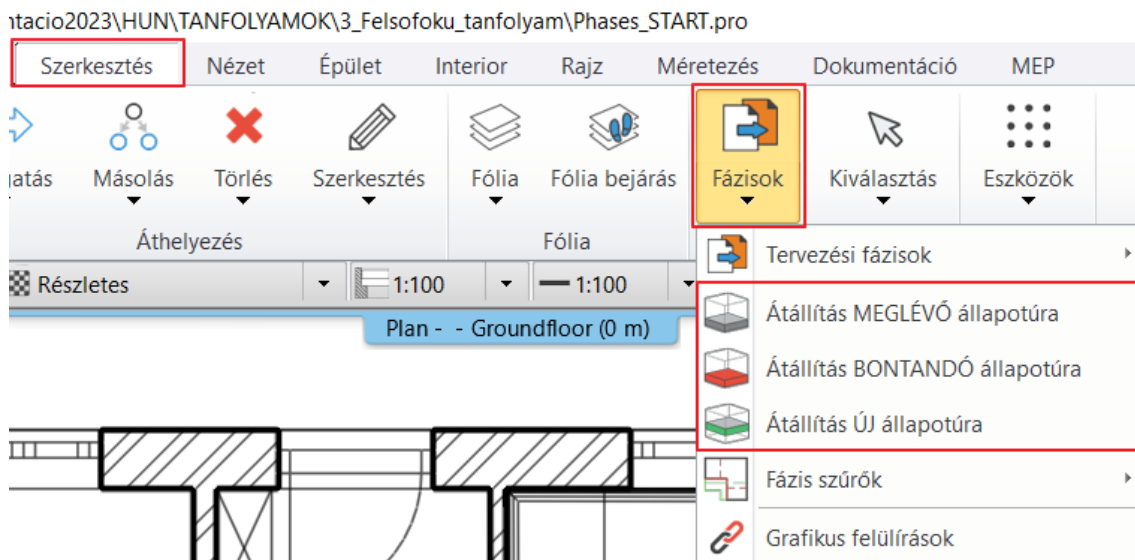 ntacio2023\HUN\TANFOLYAMOK\3_Felsofoku_tanfolyam\Phases_START.pro
Szerkesztés Nézet Épület Interior Rajz Méretezés Dokumentáció MEP
gatás Másolás Törlés Szerkesztés Fólia Fólia bejárás Fázisok Kiválasztás Eszközök
Áthelyezés Fólia
Tervezési fázisok
Részletes 1:100 1:100
Átállítás MEGLÉVŐ állapotúra
Plan - - Groundfloor (0 m)
Átállítás BONTANDÓ állapotúra
Átállítás ÚJ állapotúra
Fázis szűrők
Grafikus felülírások